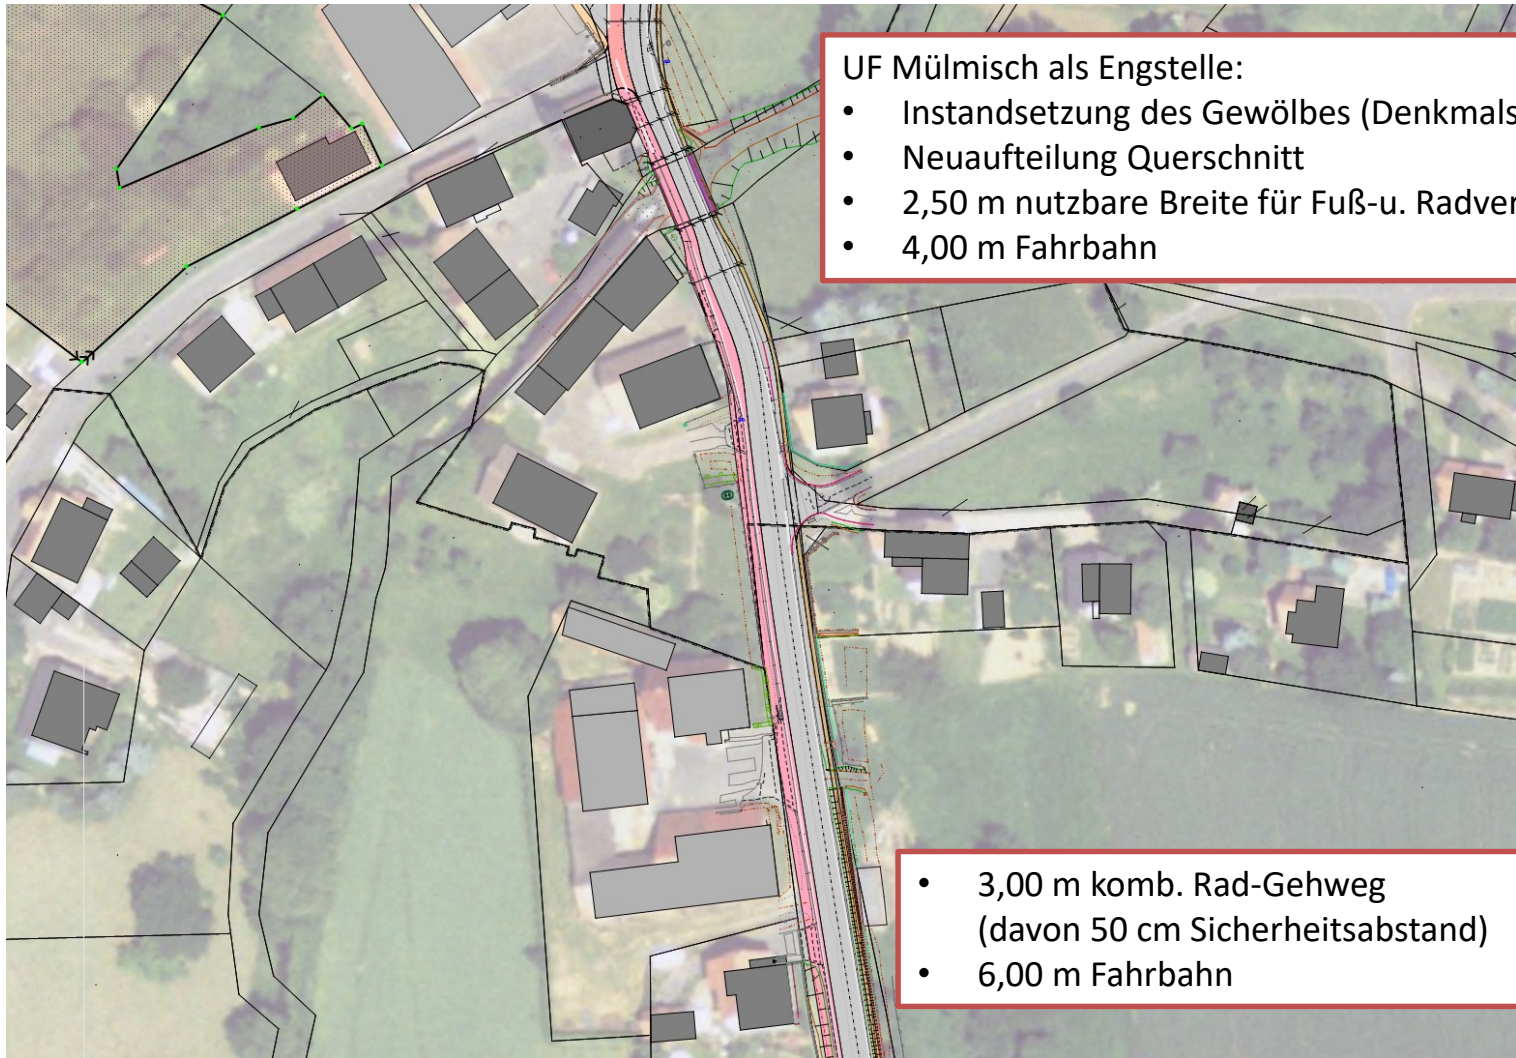 UF Mülmisch als Engstelle:
• Instandsetzung des Gewölbes (Denkmals
• Neuaufteilung Querschnitt
• 2,50 m nutzbare Breite für Fuß-u. Radver
• 4,00 m Fahrbahn
• 3,00 m komb. Rad-Gehweg
(davon 50 cm Sicherheitsabstand)
• 6,00 m Fahrbahn